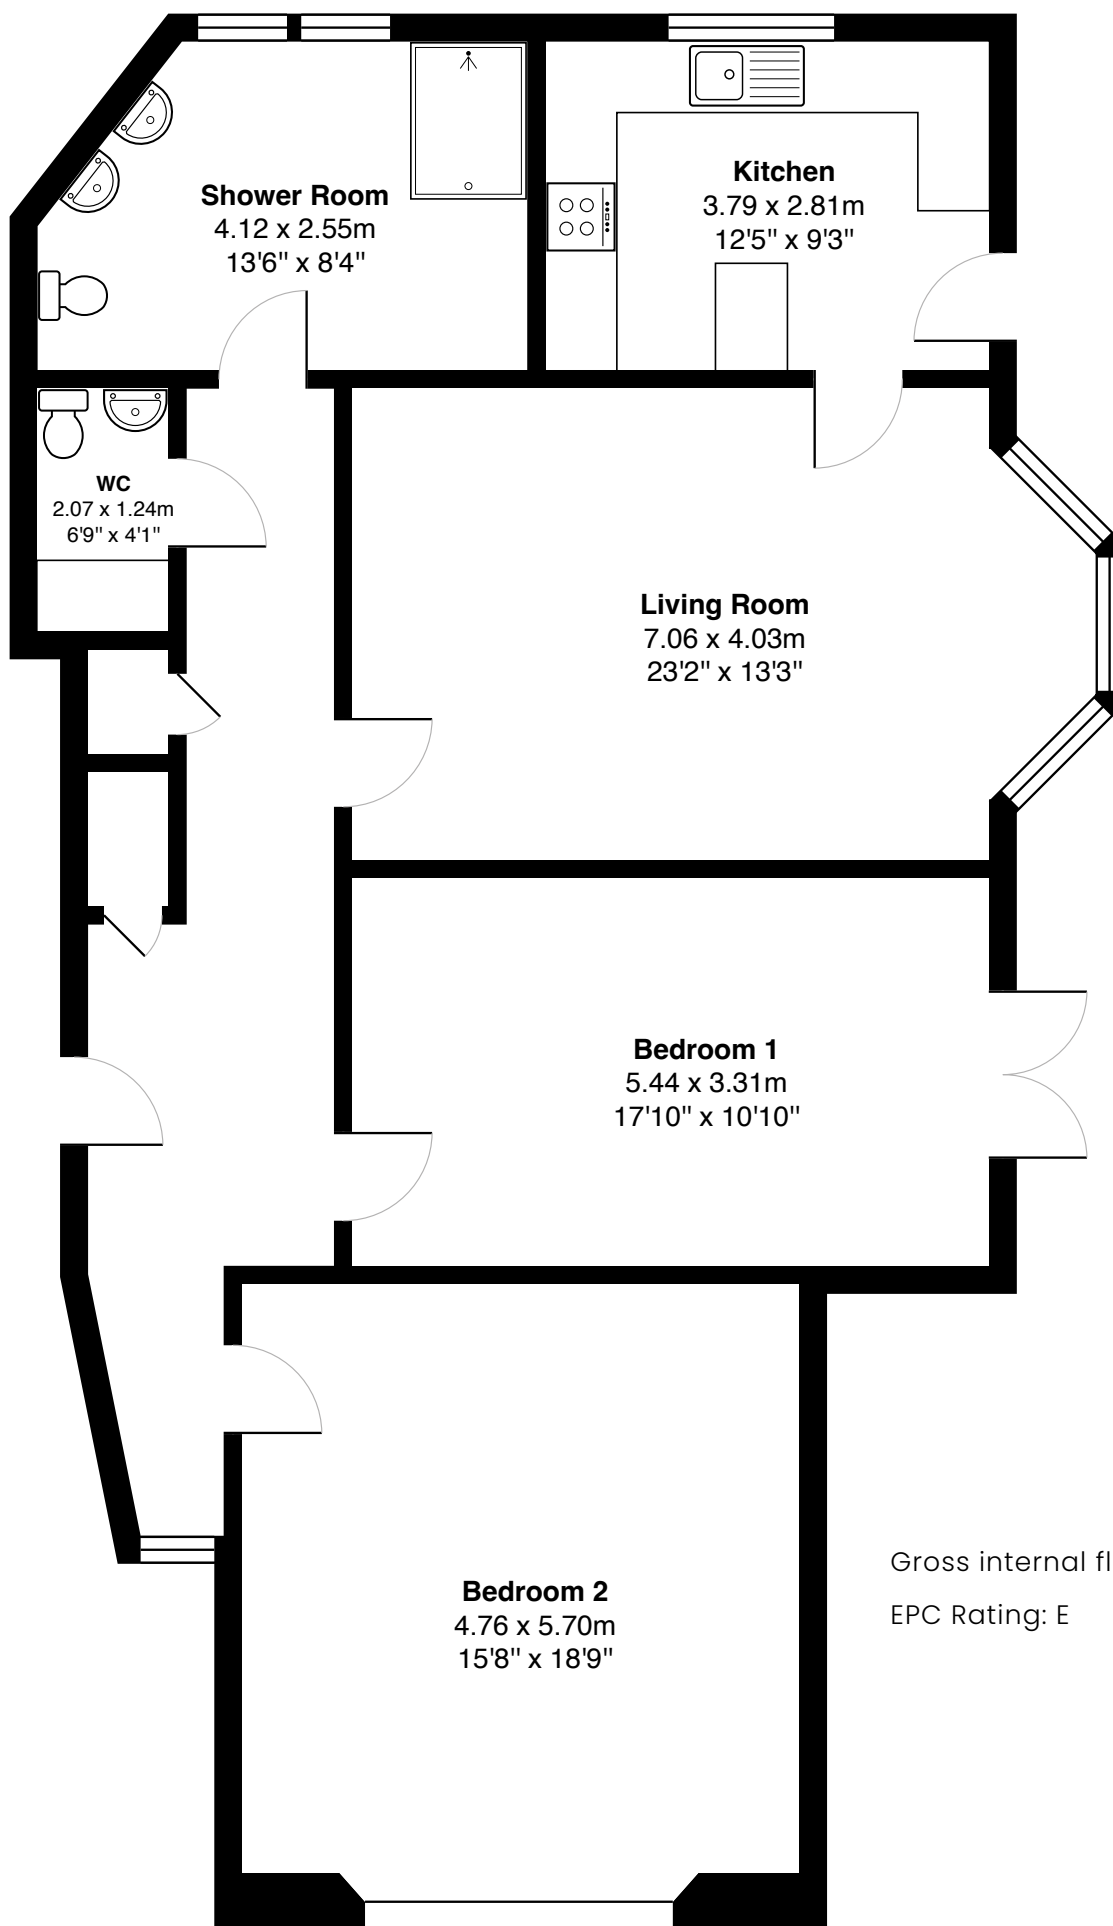 Shower Room
4.12 x 2.55m
13'6" x 8'4"
Kitchen
3.79 x 2.81m
12'5" x 9'3"
WC
2.07 x 1.24m
6'9" x 4'1"
Living Room
7.06 x 4.03m
23'2" x 13'3"
Bedroom 1
5.44 x 3.31m
17'10" x 10'10"
Bedroom 2
4.76 x 5.70m
15'8" x 18'9"
Gross internal fl
EPC Rating: E